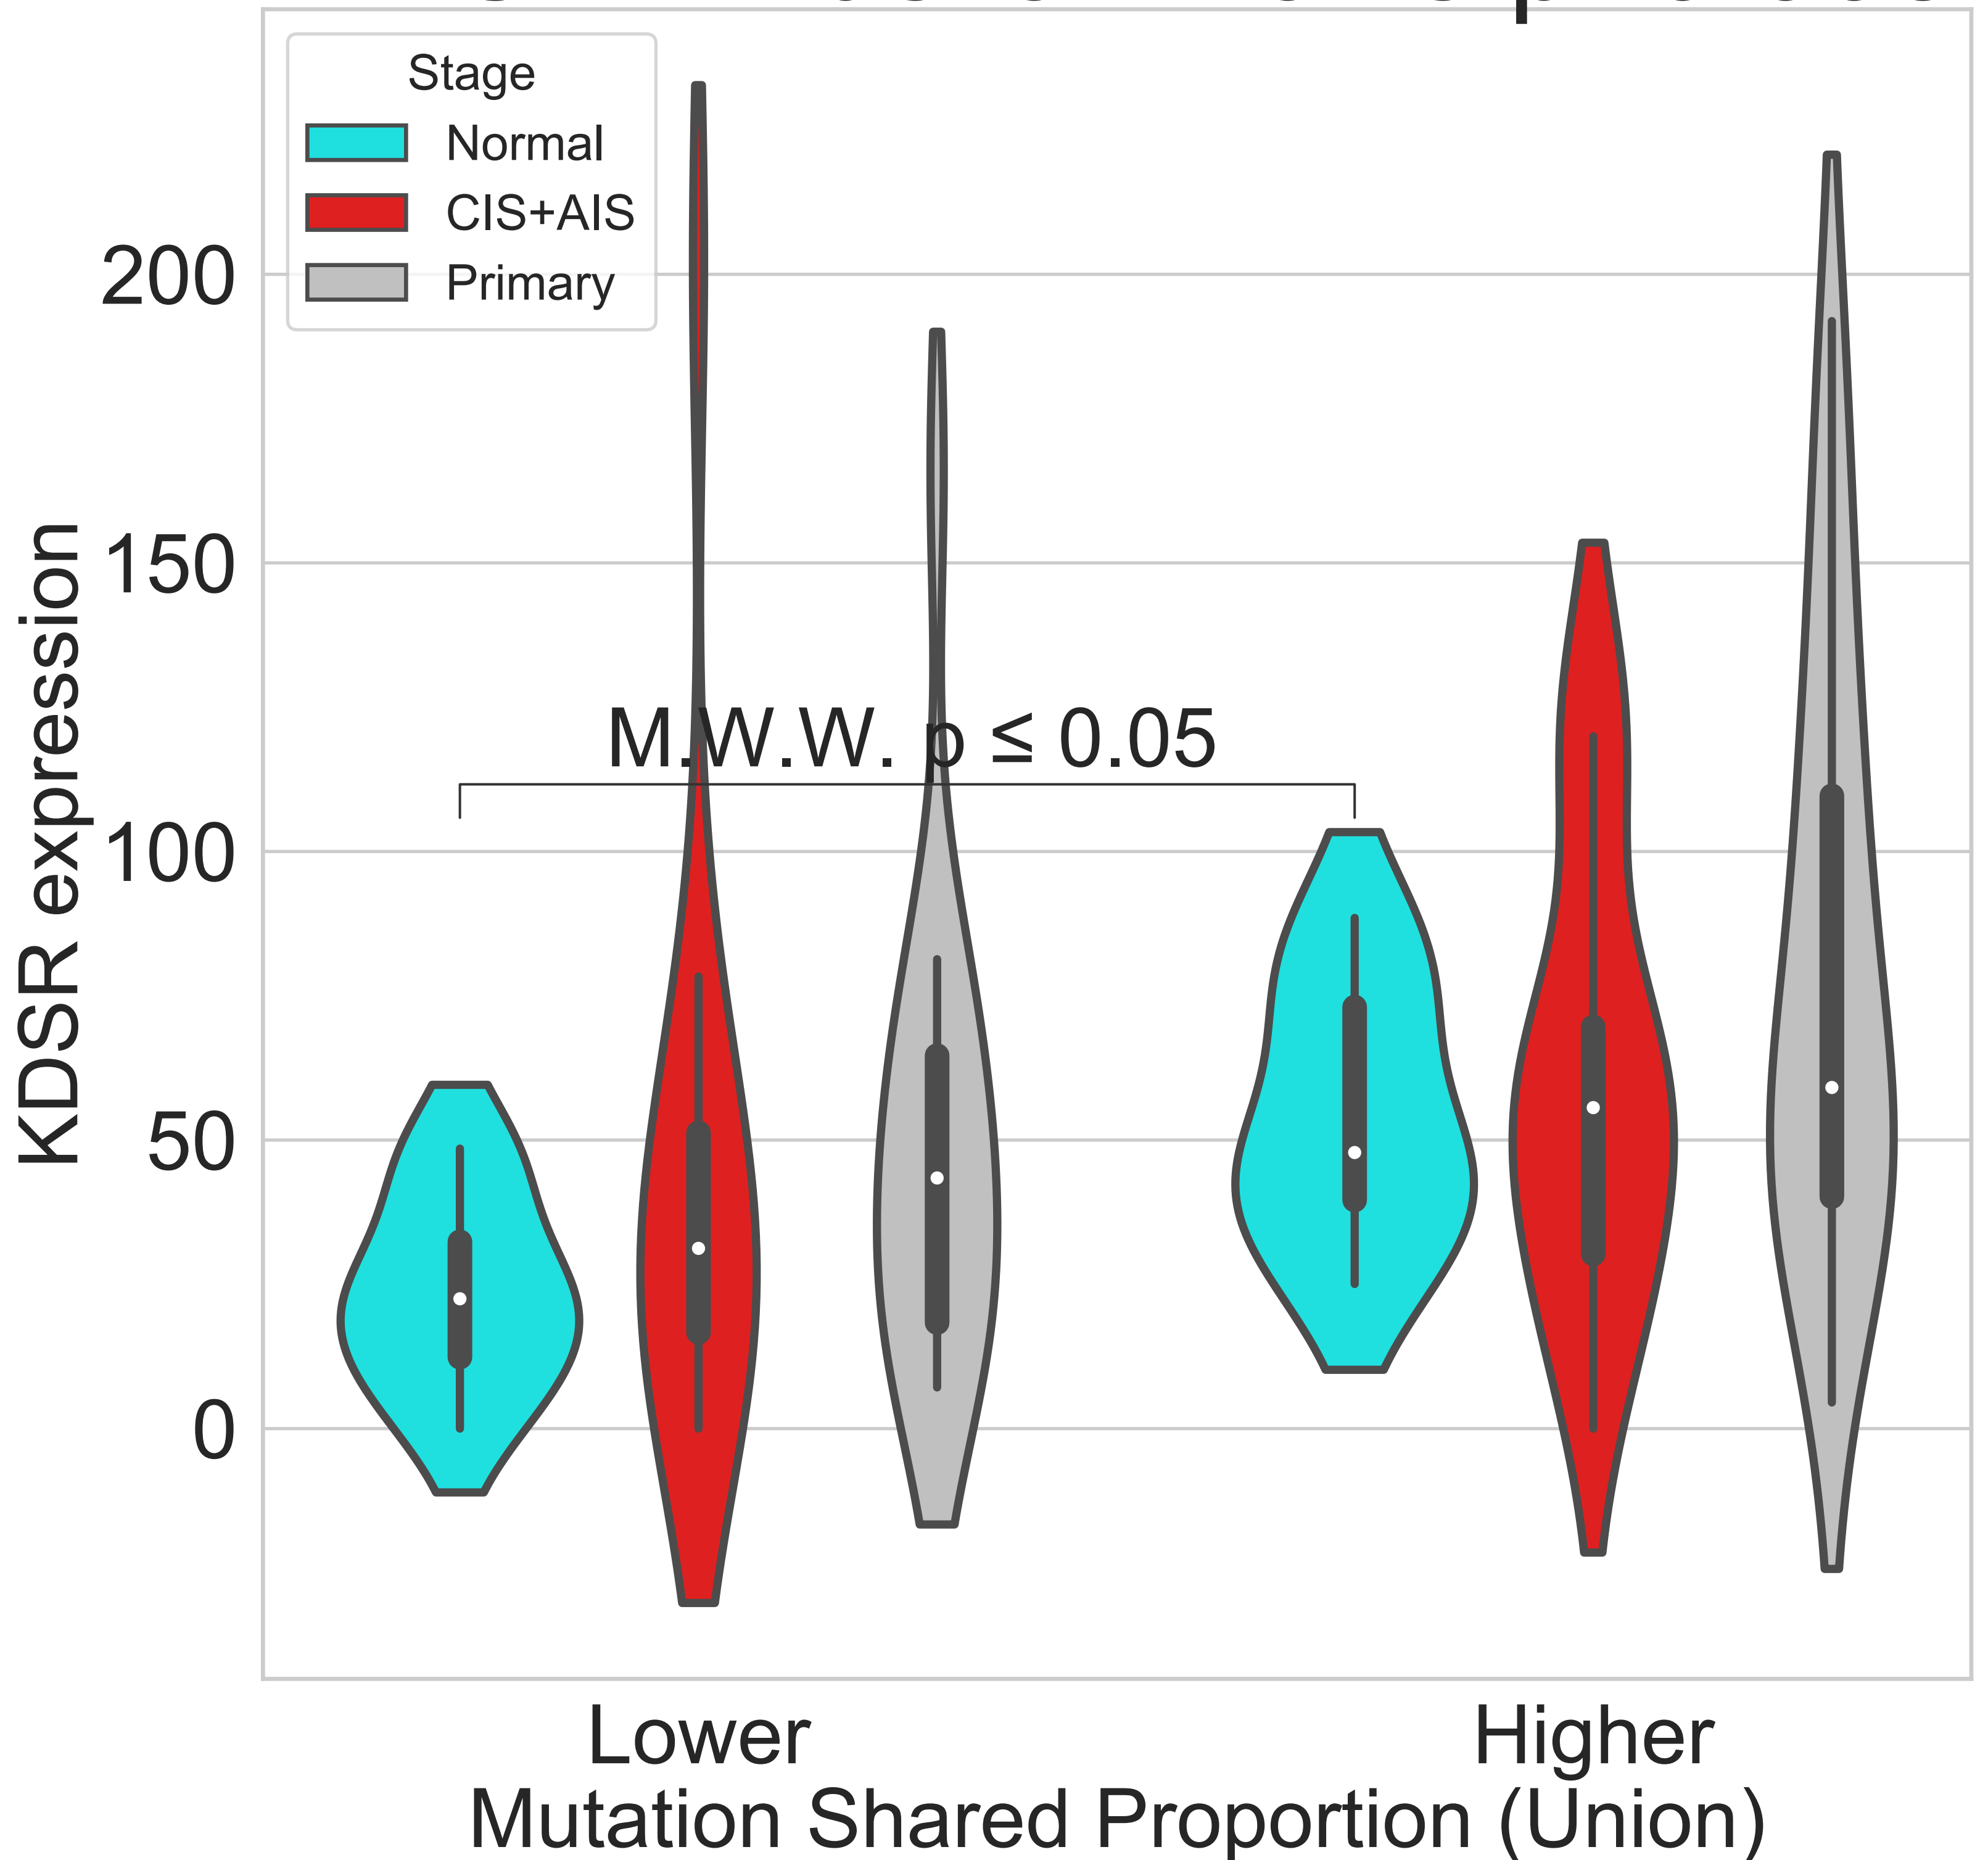 Stage
Normal
CIS+AIS
Primary
KDSR expression
200
150
100
50
0
M.W.W. p ≤ 0.05
Lower
Higher
Mutation Shared Proportion (Union)